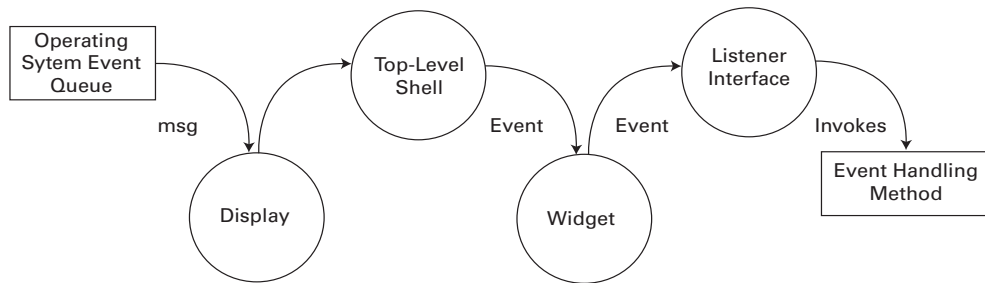 Operating
Sytem Event
Queue
msg
Display
Top-Level
Shell
Event
Widget
Event
Listener
Interface
Invokes
Event Handling
Method